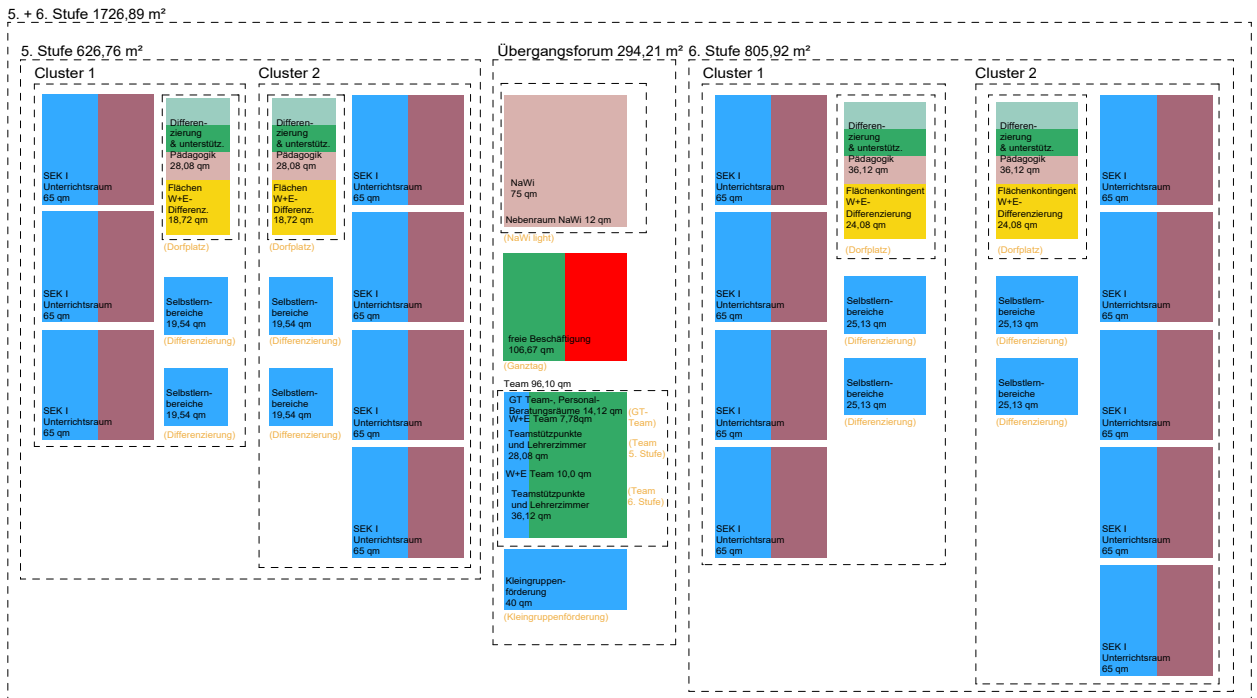 5. + 6. Stufe 1726,89 m²
5. Stufe 626,76 m²
Cluster 1
SEK I
Unterrichtsraum
65 qm
SEK I
Unterrichtsraum
65 qm
SEK I
Unterrichtsraum
65 qm
Differen-
zierung
& unterstütz.
Pädagogik
28,08 qm
Flächen
W+E-
Differenz.
18,72 qm
(Dorfplatz)
Selbstlern-
bereiche
19,54 qm
(Differenzierung)
Selbstlern-
bereiche
19,54 qm
(Differenzierung)
Cluster 2
Differen-
zierung
& unterstütz.
Pädagogik
28,08 qm
Flächen
W+E-
Differenz.
18,72 qm
(Dorfplatz)
Selbstlern-
bereiche
19,54 qm
(Differenzierung)
Selbstlern-
bereiche
19,54 qm
(Differenzierung)
SEK I
Unterrichtsraum
65 qm
SEK I
Unterrichtsraum
65 qm
SEK I
Unterrichtsraum
65 qm
SEK I
Unterrichtsraum
65 qm
Übergangsforum 294,21 m²
NaWi
75 qm
Nebenraum NaWi 12 qm
(NaWi light)
freie Beschäftigung
106,67 qm
(Ganztag)
Team 96,10 qm
GT Team-, Personal-
Beratungsräume 14,12 qm
W+E Team 7,78qm
(GT-
Team)
Teamstützpunkte
und Lehrerzimmer
28,08 qm
(Team
5. Stufe)
W+E Team 10,0 qm
Teamstützpunkte
und Lehrerzimmer
36,12 qm
(Team
6. Stufe)
Kleingruppen-
förderung
40 qm
(Kleingruppenförderung)
6. Stufe 805,92 m²
Cluster 1
SEK I
Unterrichtsraum
65 qm
SEK I
Unterrichtsraum
65 qm
SEK I
Unterrichtsraum
65 qm
SEK I
Unterrichtsraum
65 qm
Differen-
zierung
& unterstütz.
Pädagogik
36,12 qm
Flächenkontingent
W+E-
Differenzierung
24,08 qm
(Dorfplatz)
Selbstlern-
bereiche
25,13 qm
(Differenzierung)
Selbstlern-
bereiche
25,13 qm
(Differenzierung)
Cluster 2
Differen-
zierung
& unterstütz.
Pädagogik
36,12 qm
Flächenkontingent
W+E-
Differenzierung
24,08 qm
(Dorfplatz)
Selbstlern-
bereiche
25,13 qm
(Differenzierung)
Selbstlern-
bereiche
25,13 qm
(Differenzierung)
SEK I
Unterrichtsraum
65 qm
SEK I
Unterrichtsraum
65 qm
SEK I
Unterrichtsraum
65 qm
SEK I
Unterrichtsraum
65 qm
SEK I
Unterrichtsraum
65 qm